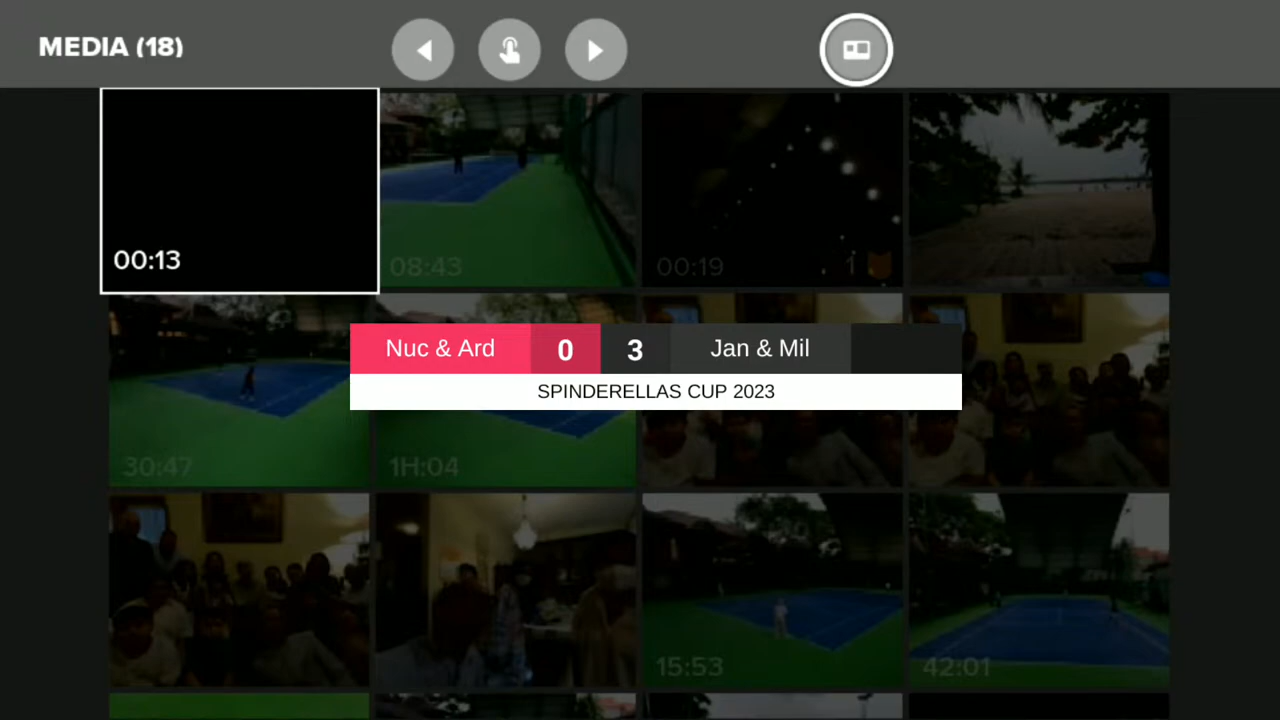 MEDIA (18)
00:13
08:43
00:19
1
Nuc & Ard 0 3 Jan & Mil
SPINDERELLAS CUP 2023
30:47
1H:04
15:53
42:01